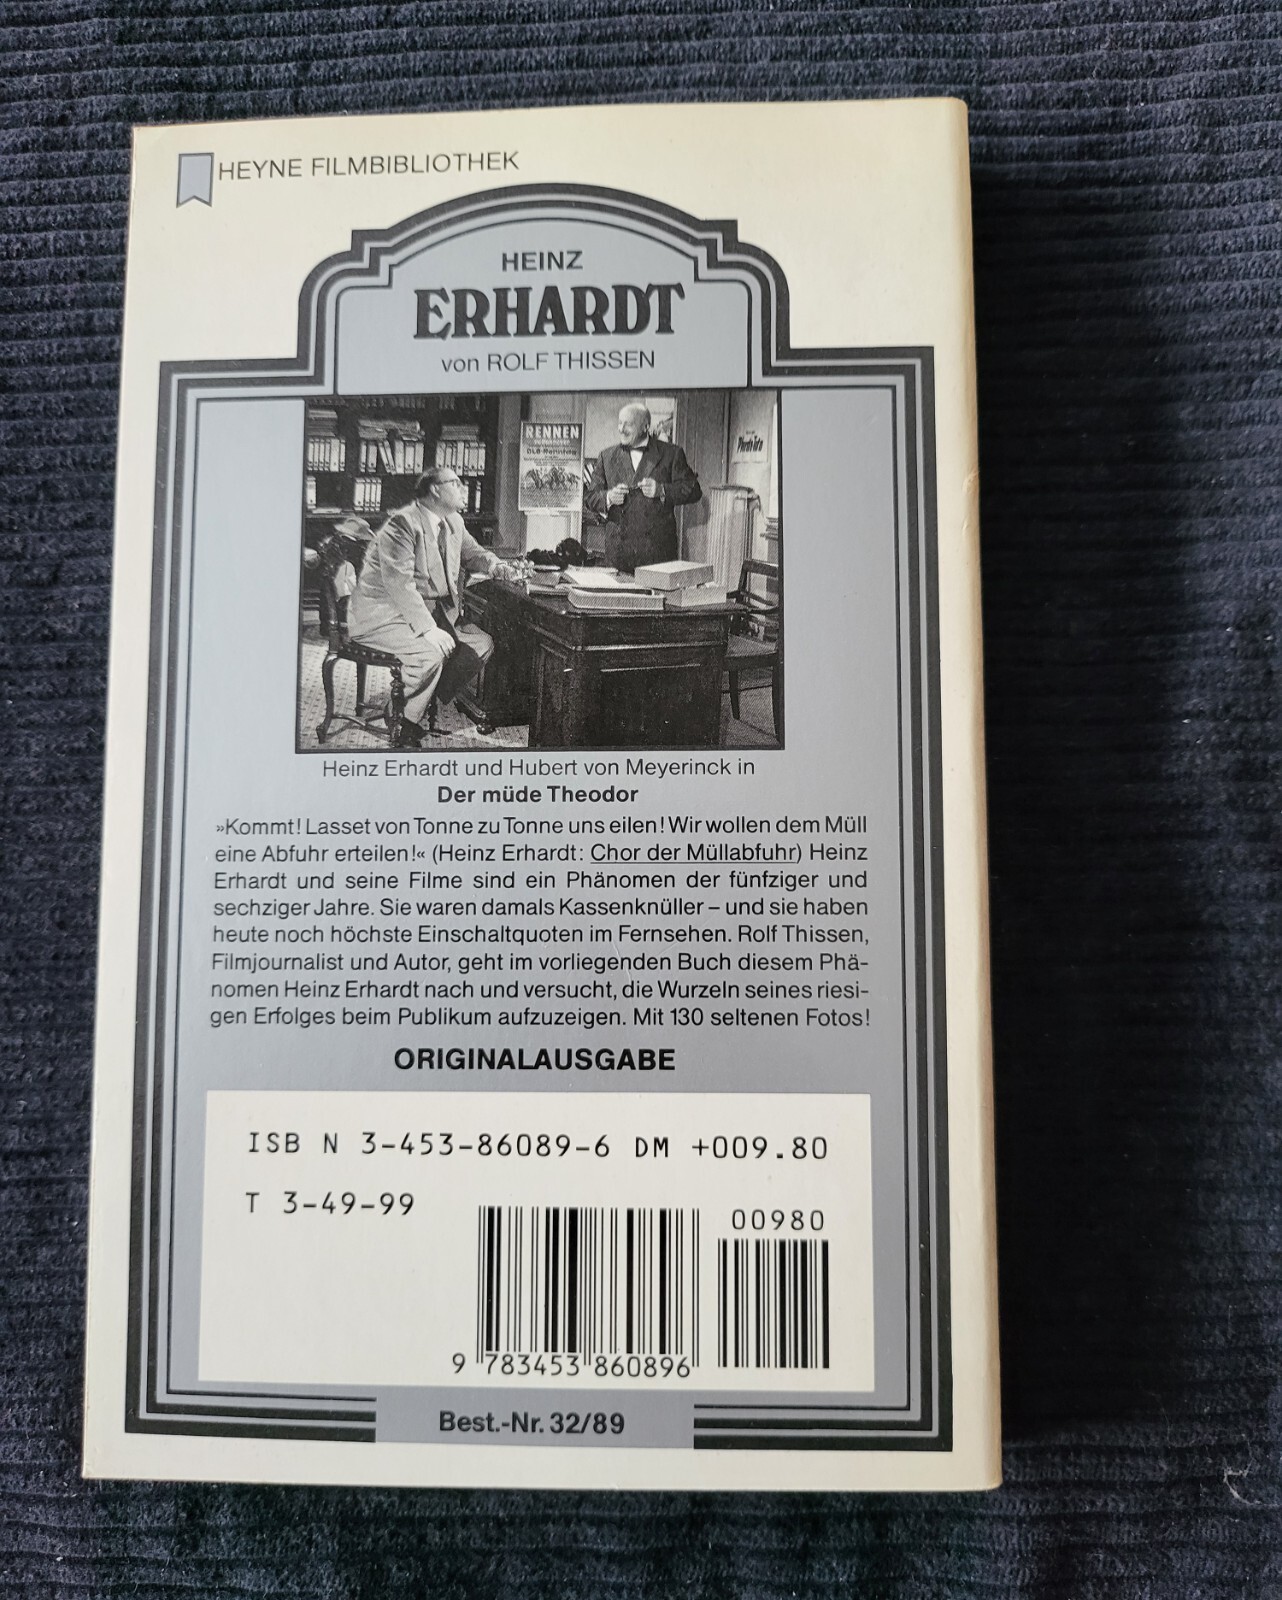 HEYNE FILMBIBLIOTHEK
HEINZ
ERHARDT
von ROLF THISSEN
RENNEN
Heinz Erhardt und Hubert von Meyerinck in
Der müde Theodor
»Kommt! Lasset von Tonne zu Tonne uns eilen! Wir wollen dem Müll
eine Abfuhr erteilen!« (Heinz Erhardt: Chor der Müllabfuhr) Heinz
Erhardt und seine Filme sind ein Phänomen der fünfziger und
sechziger Jahre. Sie waren damals Kassenknüller – und sie haben
heute noch höchste Einschaltquoten im Fernsehen. Rolf Thissen,
Filmjournalist und Autor, geht im vorliegenden Buch diesem Phä-
nomen Heinz Erhardt nach und versucht, die Wurzeln seines riesi-
gen Erfolges beim Publikum aufzuzeigen. Mit 130 seltenen Fotos!
ORIGINALAUSGABE
ISB N 3-453-86089-6 DM +009.80
T 3-49-99
00980
9 783453 860896
Best.-Nr. 32/89